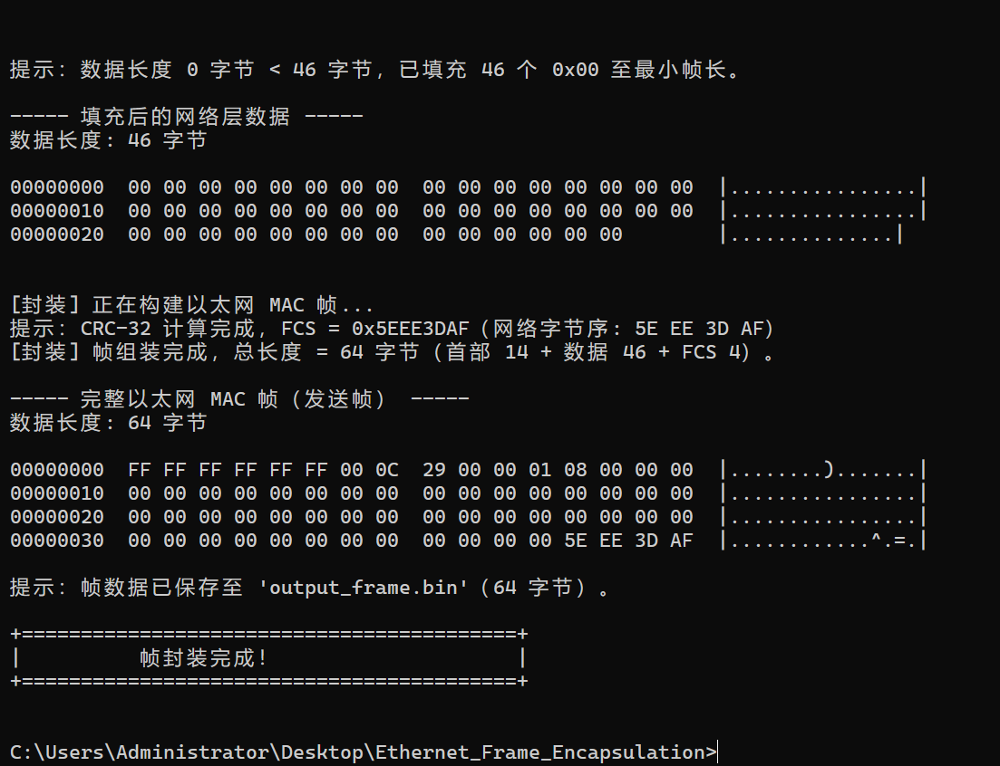 提示：数据长度 0 字节 < 46 字节，已填充 46 个 0x00 至最小帧长。
----- 填充后的网络层数据 -----
数据长度：46 字节
00000000  00 00 00 00 00 00 00 00  00 00 00 00 00 00 00 00  |................|
00000010  00 00 00 00 00 00 00 00  00 00 00 00 00 00 00 00  |................|
00000020  00 00 00 00 00 00 00 00  00 00 00 00 00 00        |..............|
[封装] 正在构建以太网 MAC 帧...
提示：CRC-32 计算完成，FCS = 0x5EEE3DAF（网络字节序：5E EE 3D AF）
[封装] 帧组装完成，总长度 = 64 字节（首部 14 + 数据 46 + FCS 4）。
----- 完整以太网 MAC 帧（发送帧） -----
数据长度：64 字节
00000000  FF FF FF FF FF FF 00 0C  29 00 00 01 08 00 00 00  |........).......|
00000010  00 00 00 00 00 00 00 00  00 00 00 00 00 00 00 00  |................|
00000020  00 00 00 00 00 00 00 00  00 00 00 00 00 00 00 00  |................|
00000030  00 00 00 00 00 00 00 00  00 00 00 00 5E EE 3D AF  |............^.=.|
提示：帧数据已保存至 'output_frame.bin'（64 字节）。
+==========================================+
|          帧封装完成！                     |
+==========================================+
C:\Users\Administrator\Desktop\Ethernet_Frame_Encapsulation>